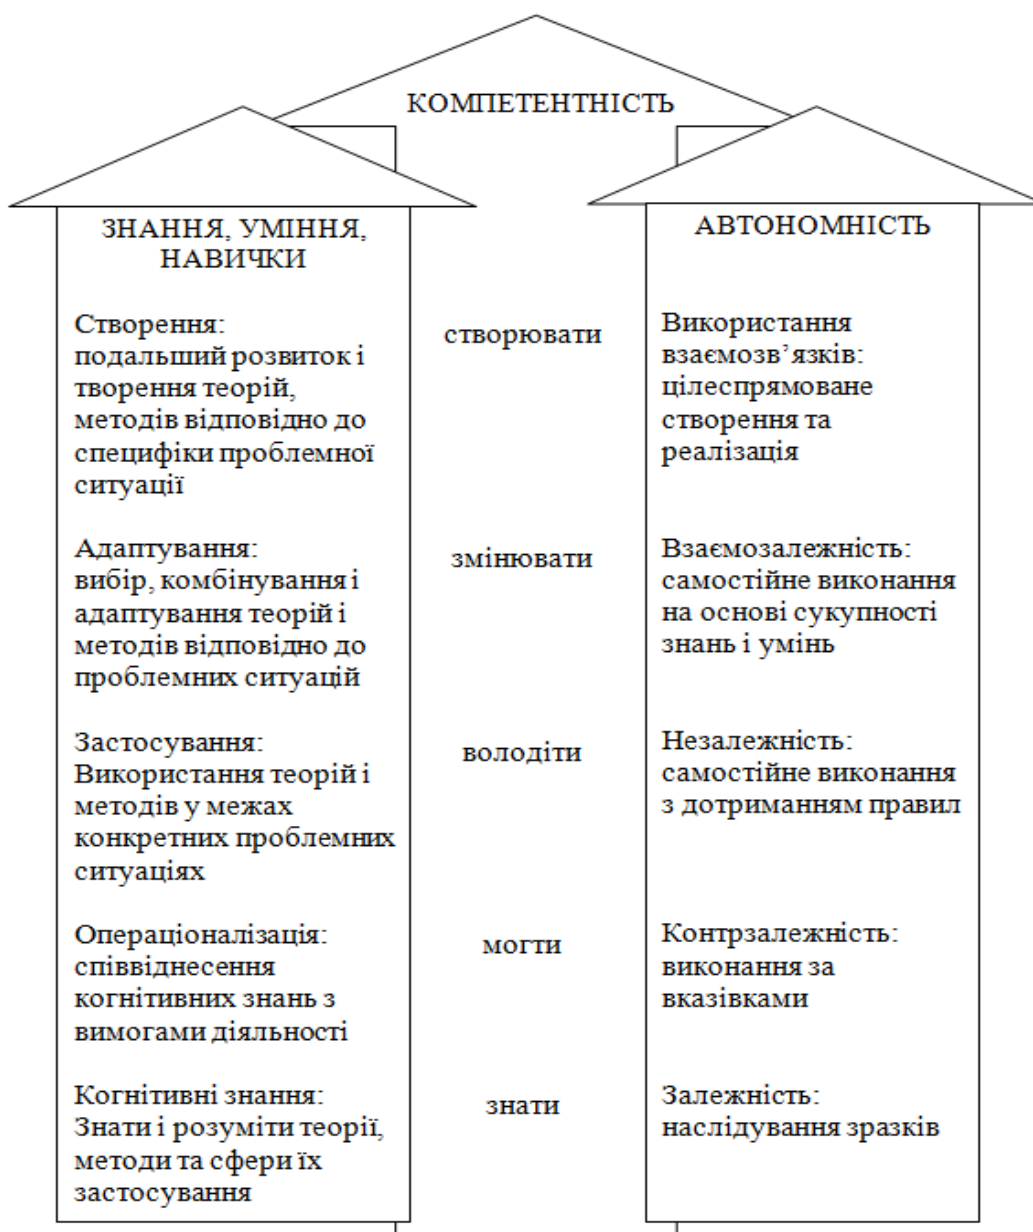 КОМПЕТЕНТНІСТЬ
ЗНАННЯ, УМІННЯ,
НАВИЧКИ
Створення:
подальший розвиток і
творення теорій,
методів відповідно до
специфіки проблемної
ситуації
Адаптування:
вибір, комбінування і
адаптування теорій і
методів відповідно до
проблемних ситуацій
Застосування:
Використання теорій і
методів у межах
конкретних проблемних
ситуаціях
Операціоналізація:
співвіднесення
когнітивних знань з
вимогами діяльності
Когнітивні знання:
Знати і розуміти теорії,
методи та сфери їх
застосування
створювати
змінювати
володіти
могти
знати
АВТОНОМНІСТЬ
Використання
взаємозв’язків:
цілеспрямоване
створення та
реалізація
Взаємозалежність:
самостійне виконання
на основі сукупності
знань і умінь
Незалежність:
самостійне виконання
з дотриманням правил
Контрзалежність:
виконання за
вказівками
Залежність:
наслідування зразків